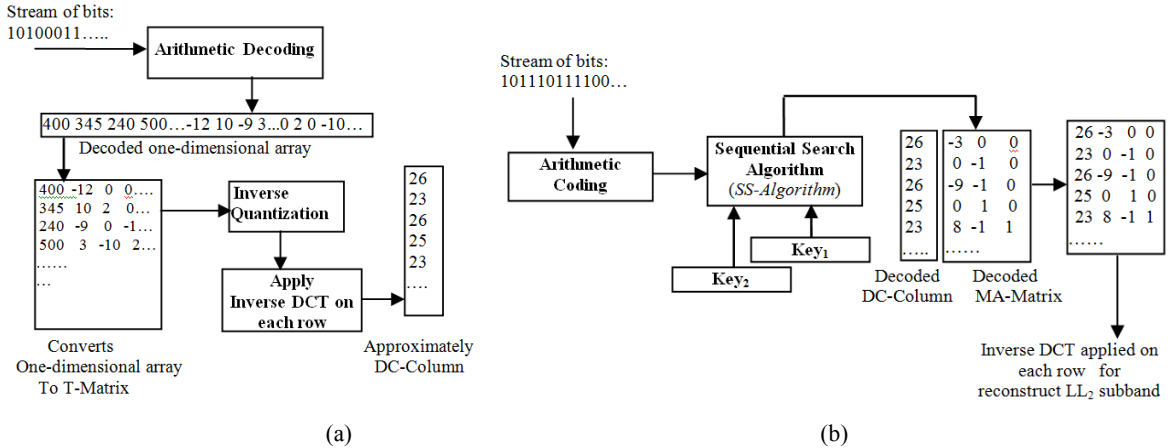 Stream of bits:
10100011…..
Arithmetic Decoding
400 345 240 500…-12 10 -9 3...0 2 0 -10…
Decoded one-dimensional array
400 -12 0 0….
345 10 2 0…
240 -9 0 -1…
500 3 -10 2…
……
…
Converts
One-dimensional array
To T-Matrix
Inverse
Quantization
Apply
Inverse DCT on
each row
26
23
26
25
23
….
Approximately
DC-Column
(a)
Stream of bits:
101110111100…
Arithmetic
Coding
Sequential Search
Algorithm
(SS-Algorithm)
Key1
Key2
26
23
26
25
23
…..
Decoded
DC-Column
-3 0 0
0 -1 0
-9 -1 0
0 1 0
8 -1 1
……
Decoded
MA-Matrix
26 -3 0 0
23 0 -1 0
26 -9 -1 0
25 0 1 0
23 8 -1 1
……
Inverse DCT applied on
each row for
reconstruct LL2 subband
(b)